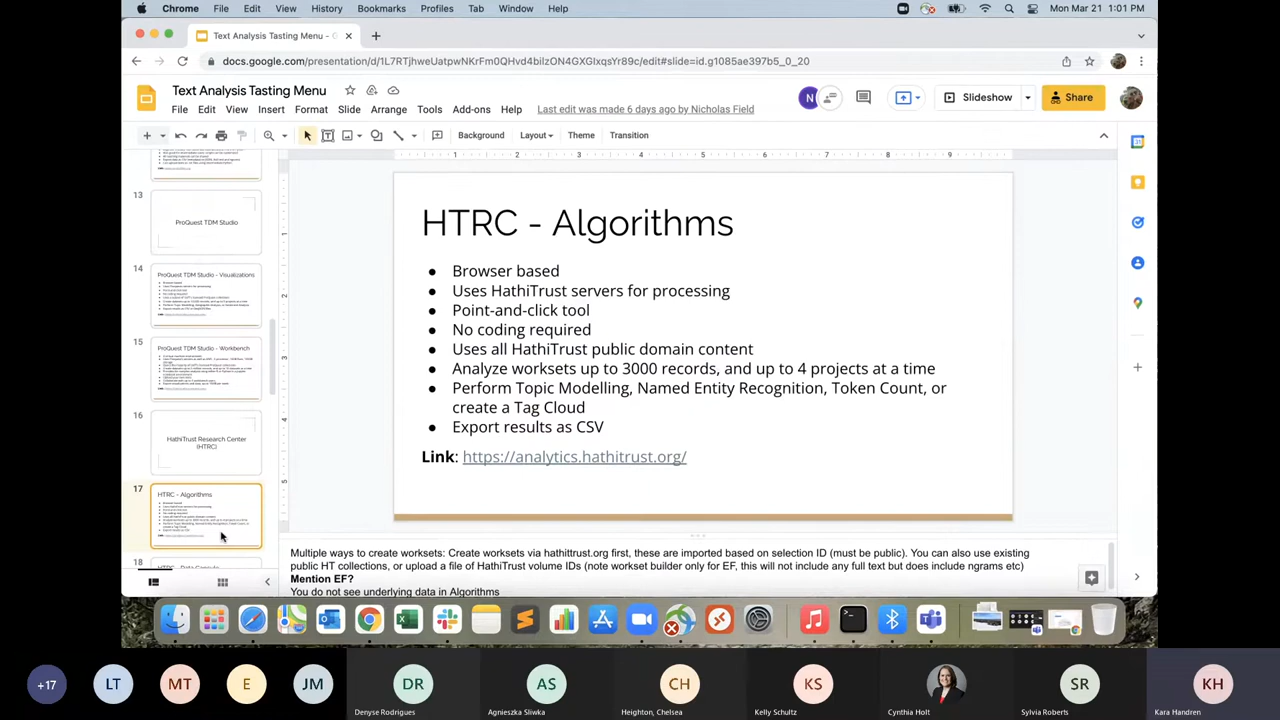 Chrome File Edit View History Bookmarks Profiles Tab Window Help Mon Mar 21 1:01 PM
Text Analysis Tasting Menu - G
docs.google.com/presentation/d/1L7RTjhweUatpwNKrFm0QHvd4bilzON4GXGlxqsYr89c/edit#slide=id.g1085ae397b5_0_20
Text Analysis Tasting Menu
N
Slideshow
Share
File Edit View Insert Format Slide Arrange Tools Add-ons Help Last edit was made 6 days ago by Nicholas Field
Background Layout Theme Transition
1 2 3 4 5 6 7 8 9
13
ProQuest TDM Studio
14
ProQuest TDM Studio - Visualizations
15
ProQuest TDM Studio - Workbench
16
HathiTrust Research Center
(HTRC)
17
HTRC - Algorithms
18
HTRC - Algorithms
● Browser based
● Uses HathiTrust servers for processing
● Point-and-click tool
● No coding required
● Uses all HathiTrust public domain content
● Analyze worksets up to 3000 records, and up to 4 projects at a time
● Perform Topic Modelling, Named Entity Recognition, Token Count, or
create a Tag Cloud
● Export results as CSV
Link: https://analytics.hathitrust.org/
Multiple ways to create worksets: Create worksets via hathitrust.org first, these are imported based on selection ID (must be public). You can also use existing
public HT collections, or upload a file of HathiTrust volume IDs (note workset builder only for EF, this will not include any full text but does include ngrams etc)
Mention EF?
You do not see underlying data in Algorithms
+17 LT MT E JM DR AS CH KS SR KH
Denyse Rodrigues Agnieszka Sliwka Heighton, Chelsea Kelly Schultz Cynthia Holt Sylvia Roberts Kara Handren